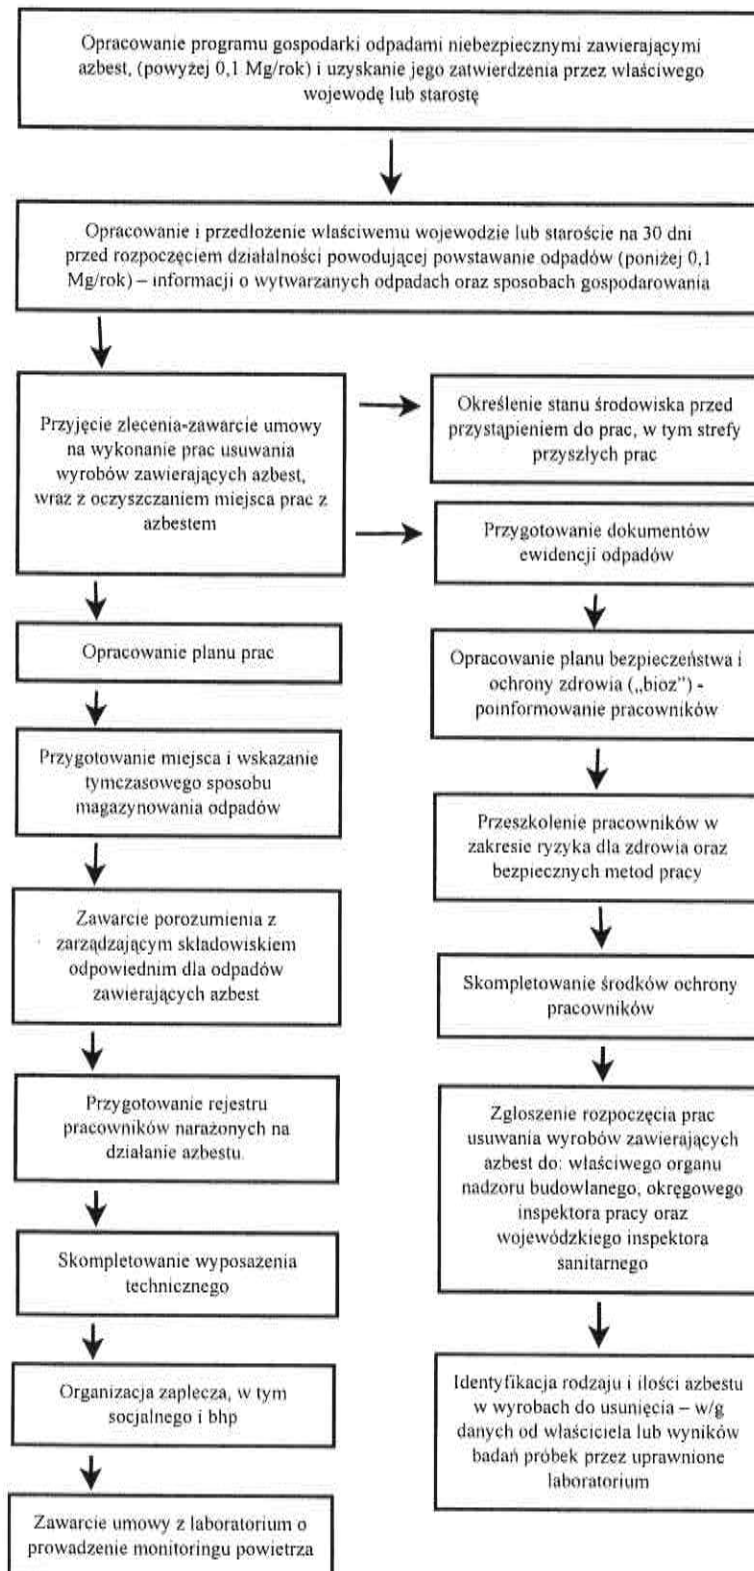 Opracowanie programu gospodarki odpadami niebezpiecznymi zawierającymi
azbest, (powyżej 0,1 Mg/rok) i uzyskanie jego zatwierdzenia przez właściwego
wojewodę lub starostę
Opracowanie i przedłożenie właściwemu wojewodzie lub staroście na 30 dni
przed rozpoczęciem działalności powodującej powstawanie odpadów (poniżej 0,1
Mg/rok) – informacji o wytwarzanych odpadach oraz sposobach gospodarowania
Przyjęcie zlecenia-zawarcie umowy
na wykonanie prac usuwania
wyrobów zawierających azbest,
wraz z oczyszczaniem miejsca prac z
azbestem
Opracowanie planu prac
Przygotowanie miejsca i wskazanie
tymczasowego sposobu
magazynowania odpadów
Zawarcie porozumienia z
zarządzającym składowiskiem
odpowiednim dla odpadów
zawierających azbest
Przygotowanie rejestru
pracowników narażonych na
działanie azbestu.
Skompletowanie wyposażenia
technicznego
Organizacja zaplecza, w tym
socjalnego i bhp
Zawarcie umowy z laboratorium o
prowadzenie monitoringu powietrza
Określenie stanu środowiska przed
przystąpieniem do prac, w tym strefy
przyszłych prac
Przygotowanie dokumentów
ewidencji odpadów
Opracowanie planu bezpieczeństwa i
ochrony zdrowia („bioz”) -
poinformowanie pracowników
Przeszkolenie pracowników w
zakresie ryzyka dla zdrowia oraz
bezpiecznych metod pracy
Skompletowanie środków ochrony
pracowników
Zgłoszenie rozpoczęcia prac
usuwania wyrobów zawierających
azbest do: właściwego organu
nadzoru budowlanego, okręgowego
inspektora pracy oraz
wojewódzkiego inspektora
sanitarnego
Identyfikacja rodzaju i ilości azbestu
w wyrobach do usunięcia – w/g
danych od właściciela lub wyników
badań próbek przez uprawnione
laboratorium